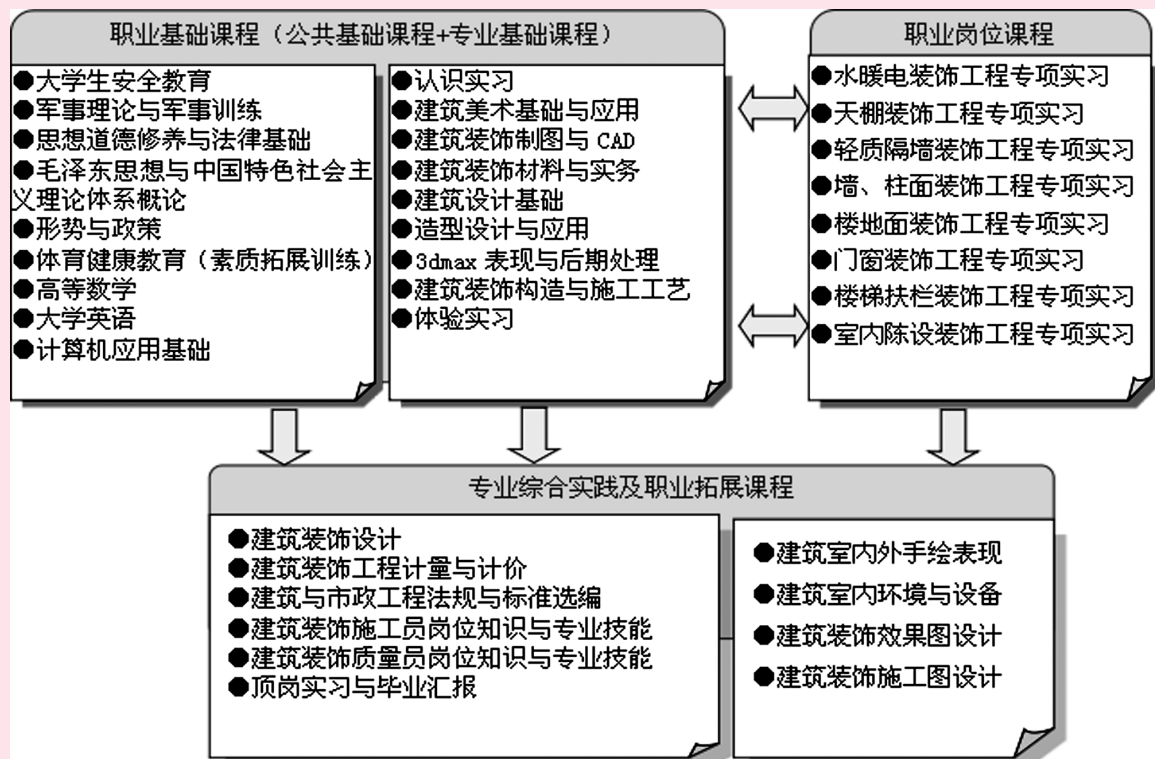 职业基础课程（公共基础课程+专业基础课程）
●大学生安全教育
●军事理论与军事训练
●思想道德修养与法律基础
●毛泽东思想与中国特色社会主
义理论体系概论
●形势与政策
●体育健康教育（素质拓展训练）
●高等数学
●大学英语
●计算机应用基础
●认识实习
●建筑美术基础与应用
●建筑装饰制图与 CAD
●建筑装饰材料与实务
●建筑设计基础
●造型设计与应用
●3dmax 表现与后期处理
●建筑装饰构造与施工工艺
●体验实习
职业岗位课程
●水暖电装饰工程专项实习
●天棚装饰工程专项实习
●轻质隔墙装饰工程专项实习
●墙、柱面装饰工程专项实习
●楼地面装饰工程专项实习
●门窗装饰工程专项实习
●楼梯扶栏装饰工程专项实习
●室内陈设装饰工程专项实习
专业综合实践及职业拓展课程
●建筑装饰设计
●建筑装饰工程计量与计价
●建筑与市政工程法规与标准选编
●建筑装饰施工员岗位知识与专业技能
●建筑装饰质量员岗位知识与专业技能
●顶岗实习与毕业汇报
●建筑室内外手绘表现
●建筑室内环境与设备
●建筑装饰效果图设计
●建筑装饰施工图设计